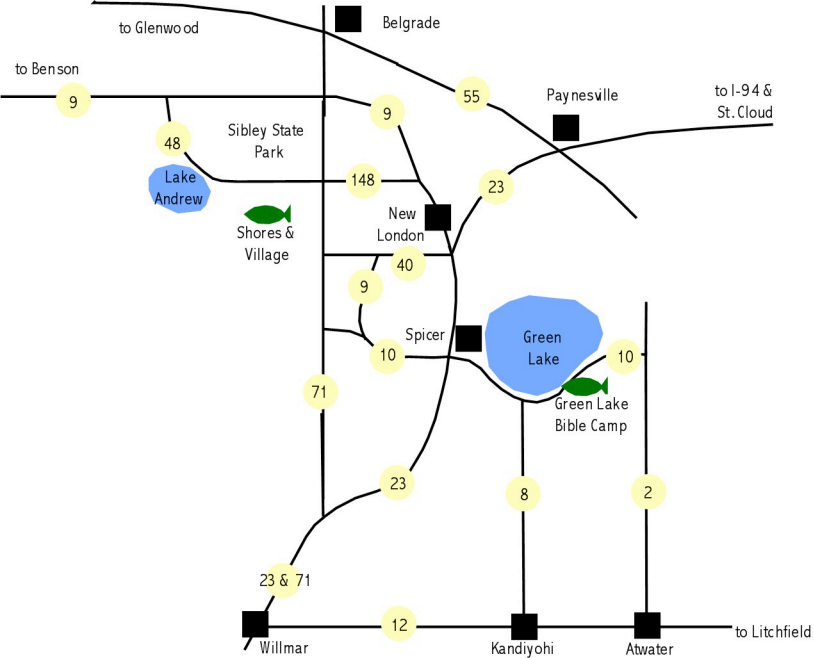 Belgrade
to Glenwood
to Benson
9
55
Paynesville
to I-94 &
St. Cloud
9
48
Sibley State
Park
148
23
Lake
Andrew
New
London
Shores &
Village
40
9
Spicer
Green
Lake
10
10
71
Green Lake
Bible Camp
23
8
2
23 & 71
12
to Litchfield
Willmar
Kandiyohi
Atwater